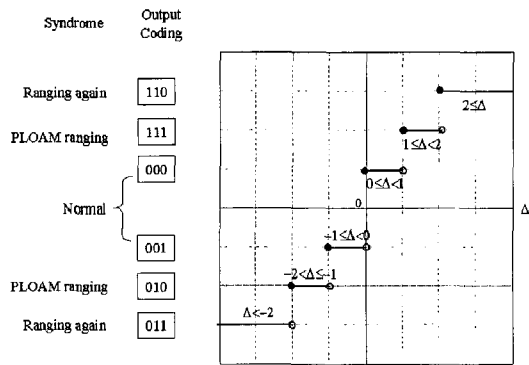 Syndrome
Output
Coding
Ranging again
110
2≤Δ
PLOAM ranging
111
1≤Δ<2
000
0≤Δ<1
0
Δ
Normal
001
−1≤Δ<0
PLOAM ranging
010
−2<Δ≤−1
Ranging again
011
Δ<−2